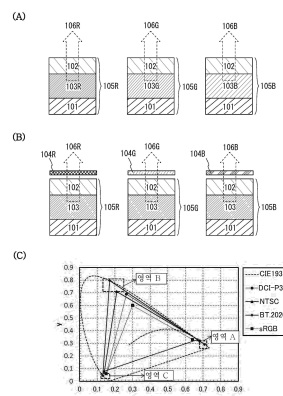 (A)
106R 106G 106B
102 102 102
103R 105R 103G 105G 103B 105B
101 101 101
(B)
106R 106G 106B
104R 104G 104B
102 102 102
103 105R 103 105G 103 105B
101 101 101
(C)
0.9
0.8
0.7
0.6
0.5
0.4
0.3
0.2
0.1
0
y
영역 B
영역 A
영역 C
0 0.1 0.2 0.3 0.4 0.5 0.6 0.7 0.8 0.9
CIE193
DCI-P3
NTSC
BT.202
sRGB